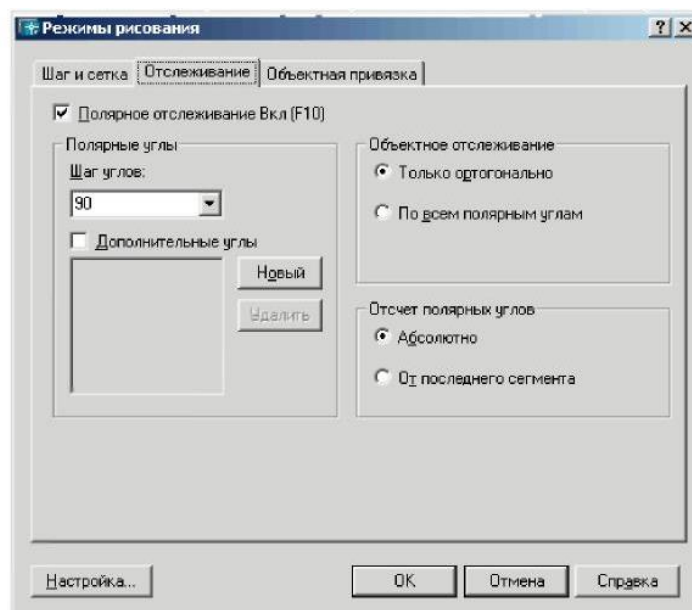 Режимы рисования
Шаг и сетка Отслеживание Объектная привязка
Полярное отслеживание Вкл (F10)
Полярные углы
Шаг углов:
90
Дополнительные углы
Новый
Удалить
Объектное отслеживание
Только ортогонально
По всем полярным углам
Отсчет полярных углов
Абсолютно
От последнего сегмента
Настройка... OK Отмена Справка